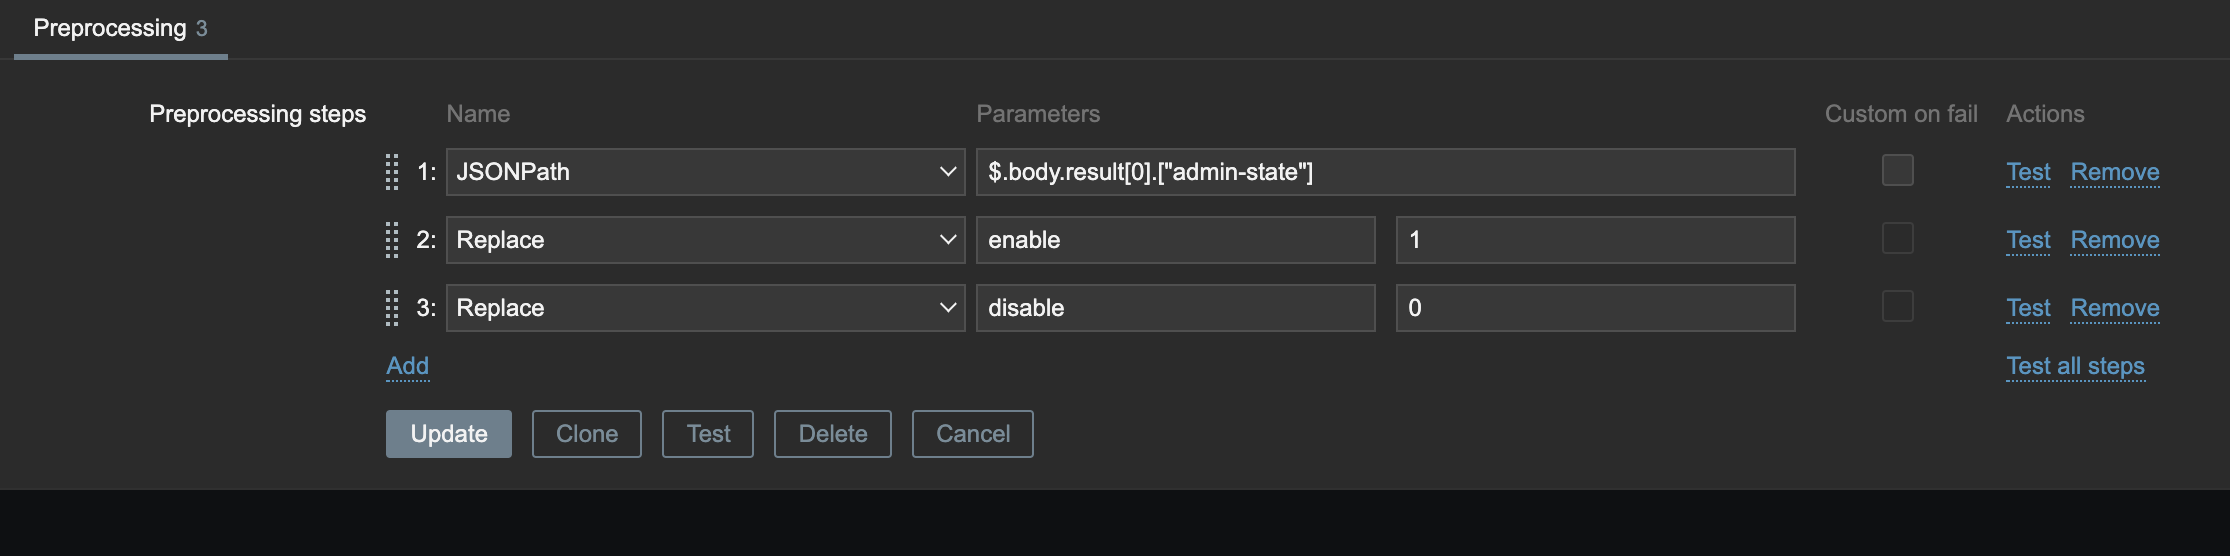 Preprocessing 3
Preprocessing steps Name Parameters Custom on fail Actions
1: JSONPath $.body.result[0].["admin-state"] Test Remove
2: Replace enable 1 Test Remove
3: Replace disable 0 Test Remove
Add Test all steps
Update Clone Test Delete Cancel